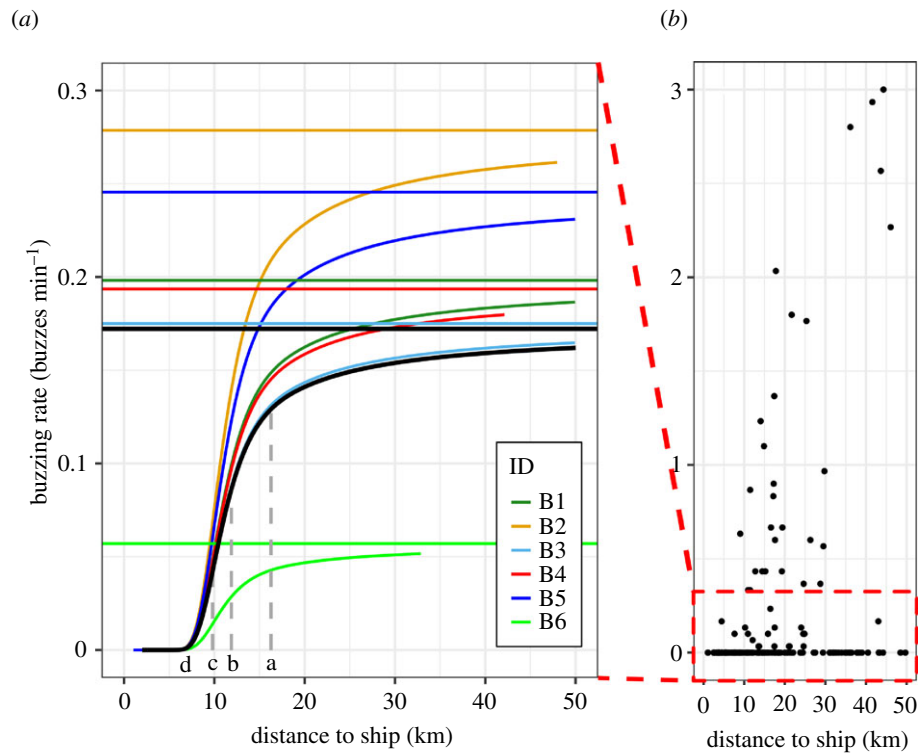 (a)
(b)
buzzing rate (buzzes min⁻¹)
0.3
0.2
0.1
0
d c b a
0 10 20 30 40 50
distance to ship (km)
ID
B1
B2
B3
B4
B5
B6
3
2
1
0
0 10 20 30 40 50
distance to ship (km)